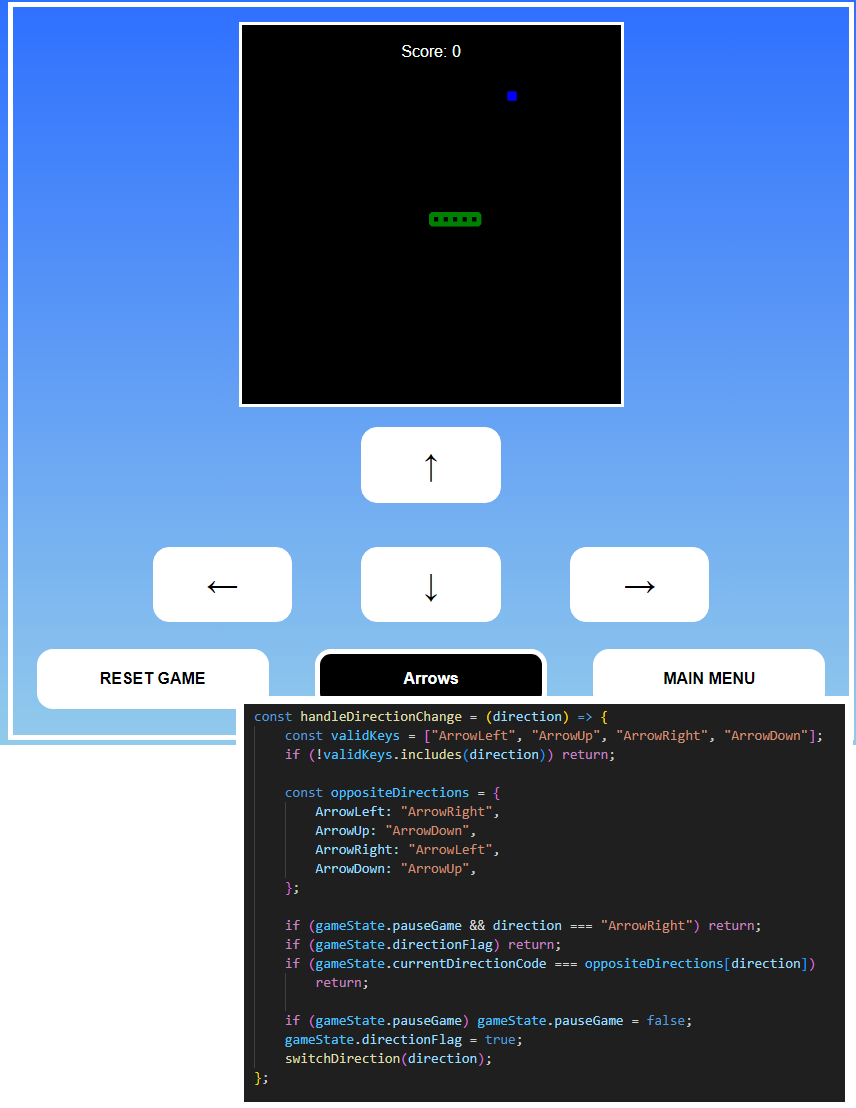 Score: 0
↑
← ↓ →
RESET GAME Arrows MAIN MENU
const handleDirectionChange = (direction) => {
    const validKeys = ["ArrowLeft", "ArrowUp", "ArrowRight", "ArrowDown"];
    if (!validKeys.includes(direction)) return;

    const oppositeDirections = {
        ArrowLeft: "ArrowRight",
        ArrowUp: "ArrowDown",
        ArrowRight: "ArrowLeft",
        ArrowDown: "ArrowUp",
    };

    if (gameState.pauseGame && direction === "ArrowRight") return;
    if (gameState.directionFlag) return;
    if (gameState.currentDirectionCode === oppositeDirections[direction])
        return;

    if (gameState.pauseGame) gameState.pauseGame = false;
    gameState.directionFlag = true;
    switchDirection(direction);
};